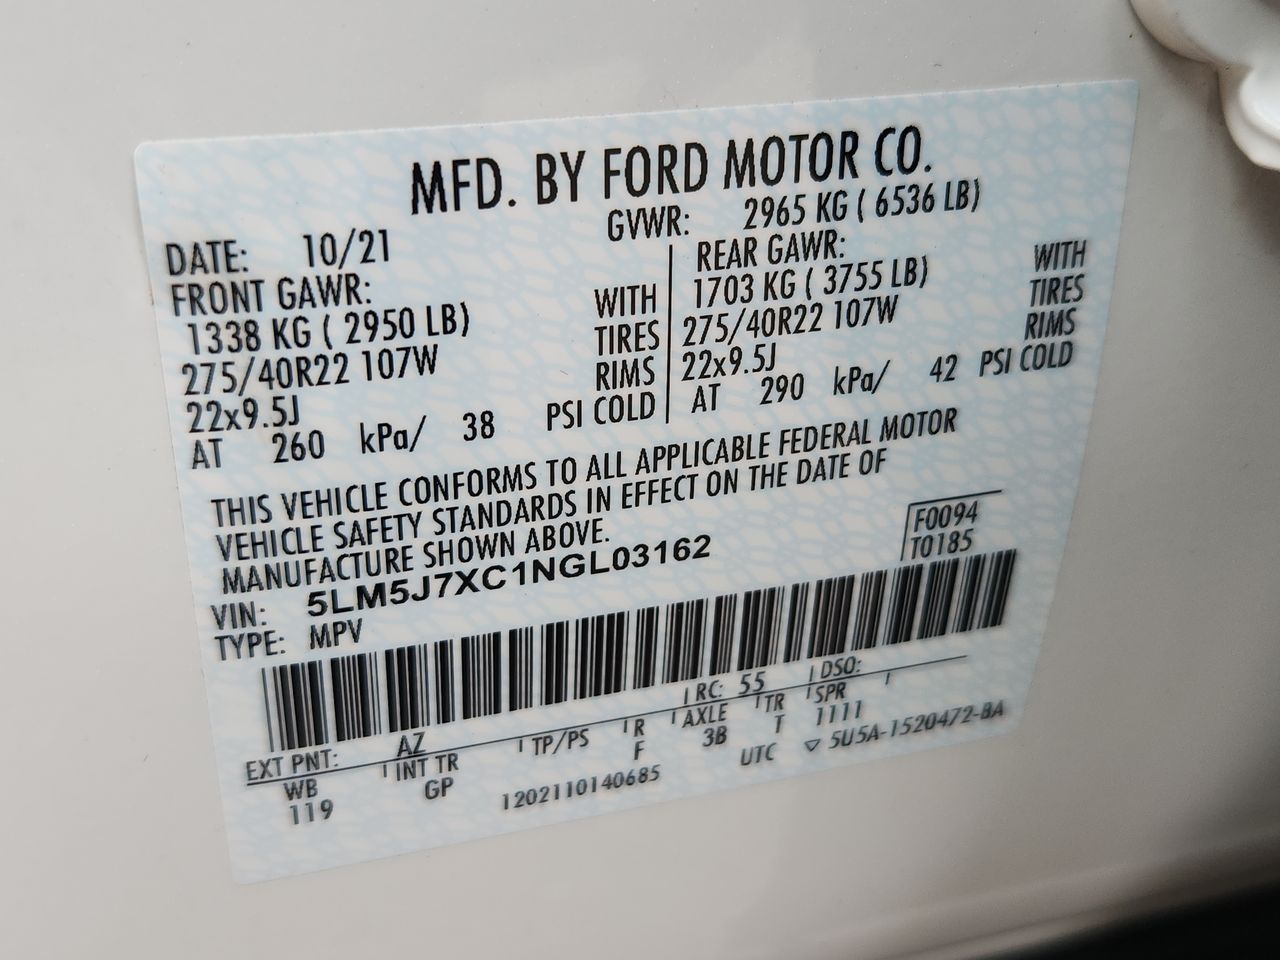 MFD. BY FORD MOTOR CO.
DATE: 10/21 GVWR: 2965 KG ( 6536 LB)
FRONT GAWR: REAR GAWR:
1338 KG ( 2950 LB) WITH 1703 KG ( 3755 LB) WITH
275/40R22 107W TIRES 275/40R22 107W TIRES
22x9.5J RIMS 22x9.5J RIMS
AT 260 kPa/ 38 PSI COLD AT 290 kPa/ 42 PSI COLD
THIS VEHICLE CONFORMS TO ALL APPLICABLE FEDERAL MOTOR
VEHICLE SAFETY STANDARDS IN EFFECT ON THE DATE OF
MANUFACTURE SHOWN ABOVE.
F0094
T0185
VIN: 5LM5J7XC1NGL03162
TYPE: MPV
EXT PNT: AZ RC: 55 DSO:
WB INT TR TP/PS R AXLE TR SPR
119 GP F 3B T 1111
1202110140685 UTC ▽ 5U5A-1520472-BA